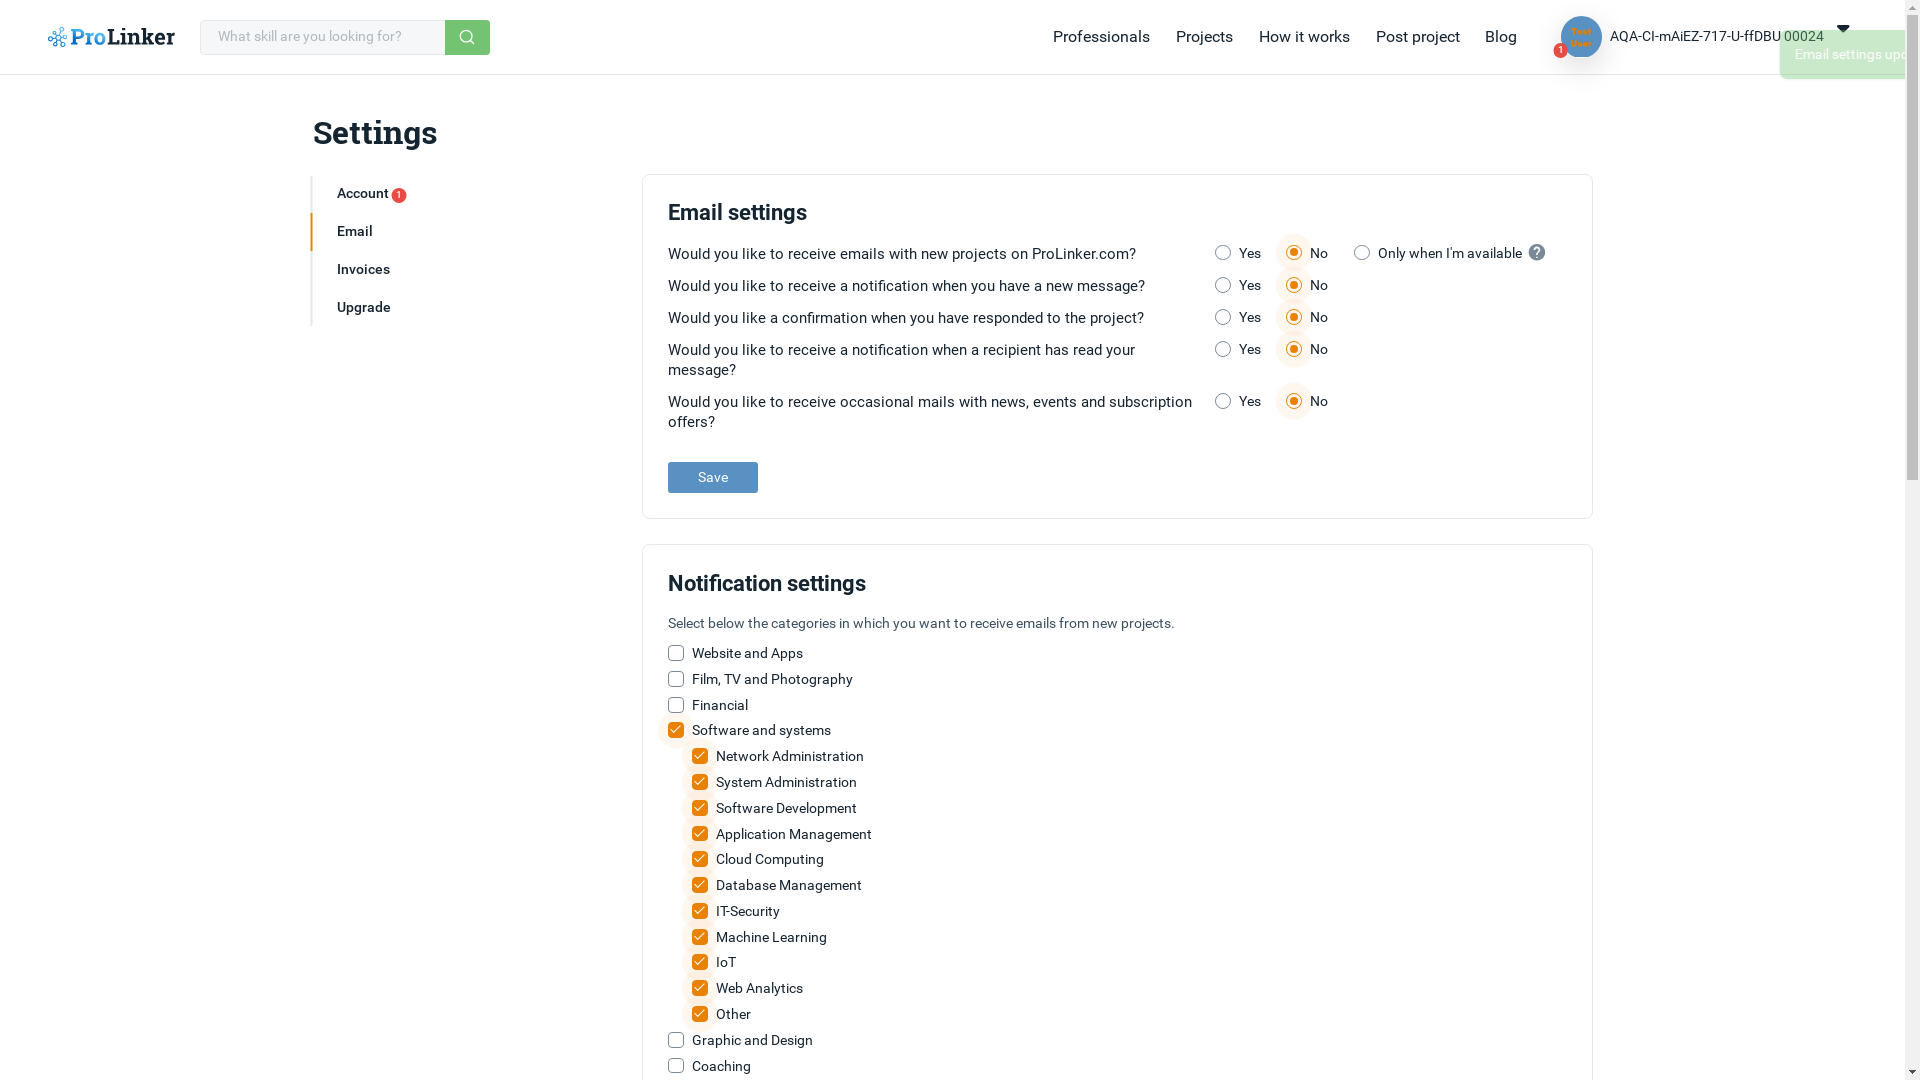 ProLinker
What skill are you looking for?
Professionals
Projects
How it works
Post project
Blog
Test
User
1
AQA-CI-mAiEZ-717-U-ffDBU 00024
Email settings
Settings
Account 1
Email
Invoices
Upgrade
Email settings
Would you like to receive emails with new projects on ProLinker.com? Yes No Only when I'm available ?
Would you like to receive a notification when you have a new message? Yes No
Would you like a confirmation when you have responded to the project? Yes No
Would you like to receive a notification when a recipient has read your Yes No
message?
Would you like to receive occasional mails with news, events and subscription Yes No
offers?
Save
Notification settings
Select below the categories in which you want to receive emails from new projects.
Website and Apps
Film, TV and Photography
Financial
Software and systems
Network Administration
System Administration
Software Development
Application Management
Cloud Computing
Database Management
IT-Security
Machine Learning
IoT
Web Analytics
Other
Graphic and Design
Coaching